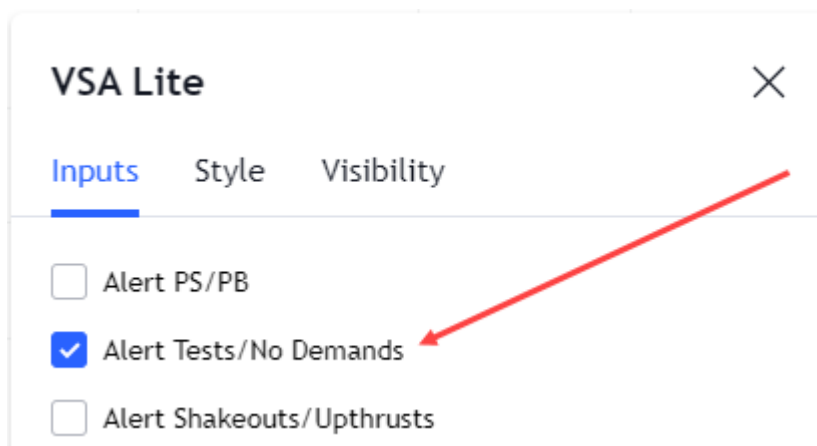 VSA Lite
Inputs Style Visibility
Alert PS/PB
Alert Tests/No Demands
Alert Shakeouts/Upthrusts